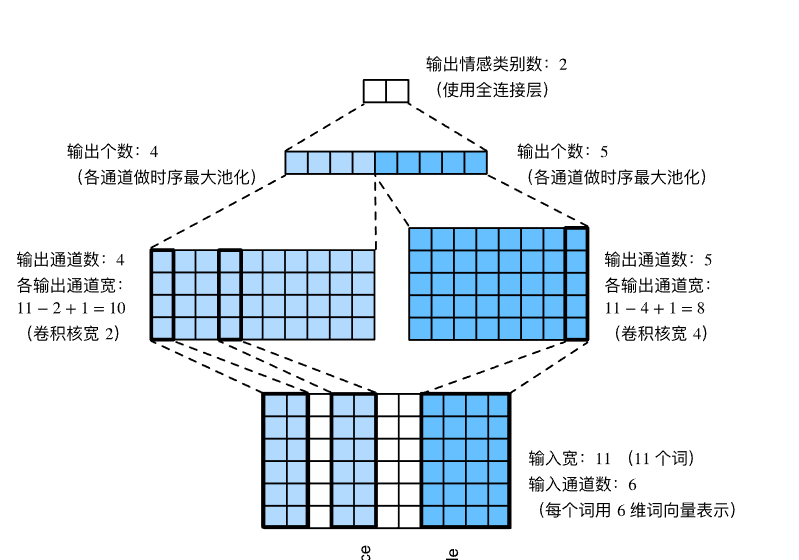 输出情感类别数：2
（使用全连接层）
输出个数：4
（各通道做时序最大池化）
输出个数：5
（各通道做时序最大池化）
输出通道数：4
各输出通道宽：
11 − 2 + 1 = 10
（卷积核宽 2）
输出通道数：5
各输出通道宽：
11 − 4 + 1 = 8
（卷积核宽 4）
输入宽：11 （11 个词）
输入通道数：6
（每个词用 6 维词向量表示）